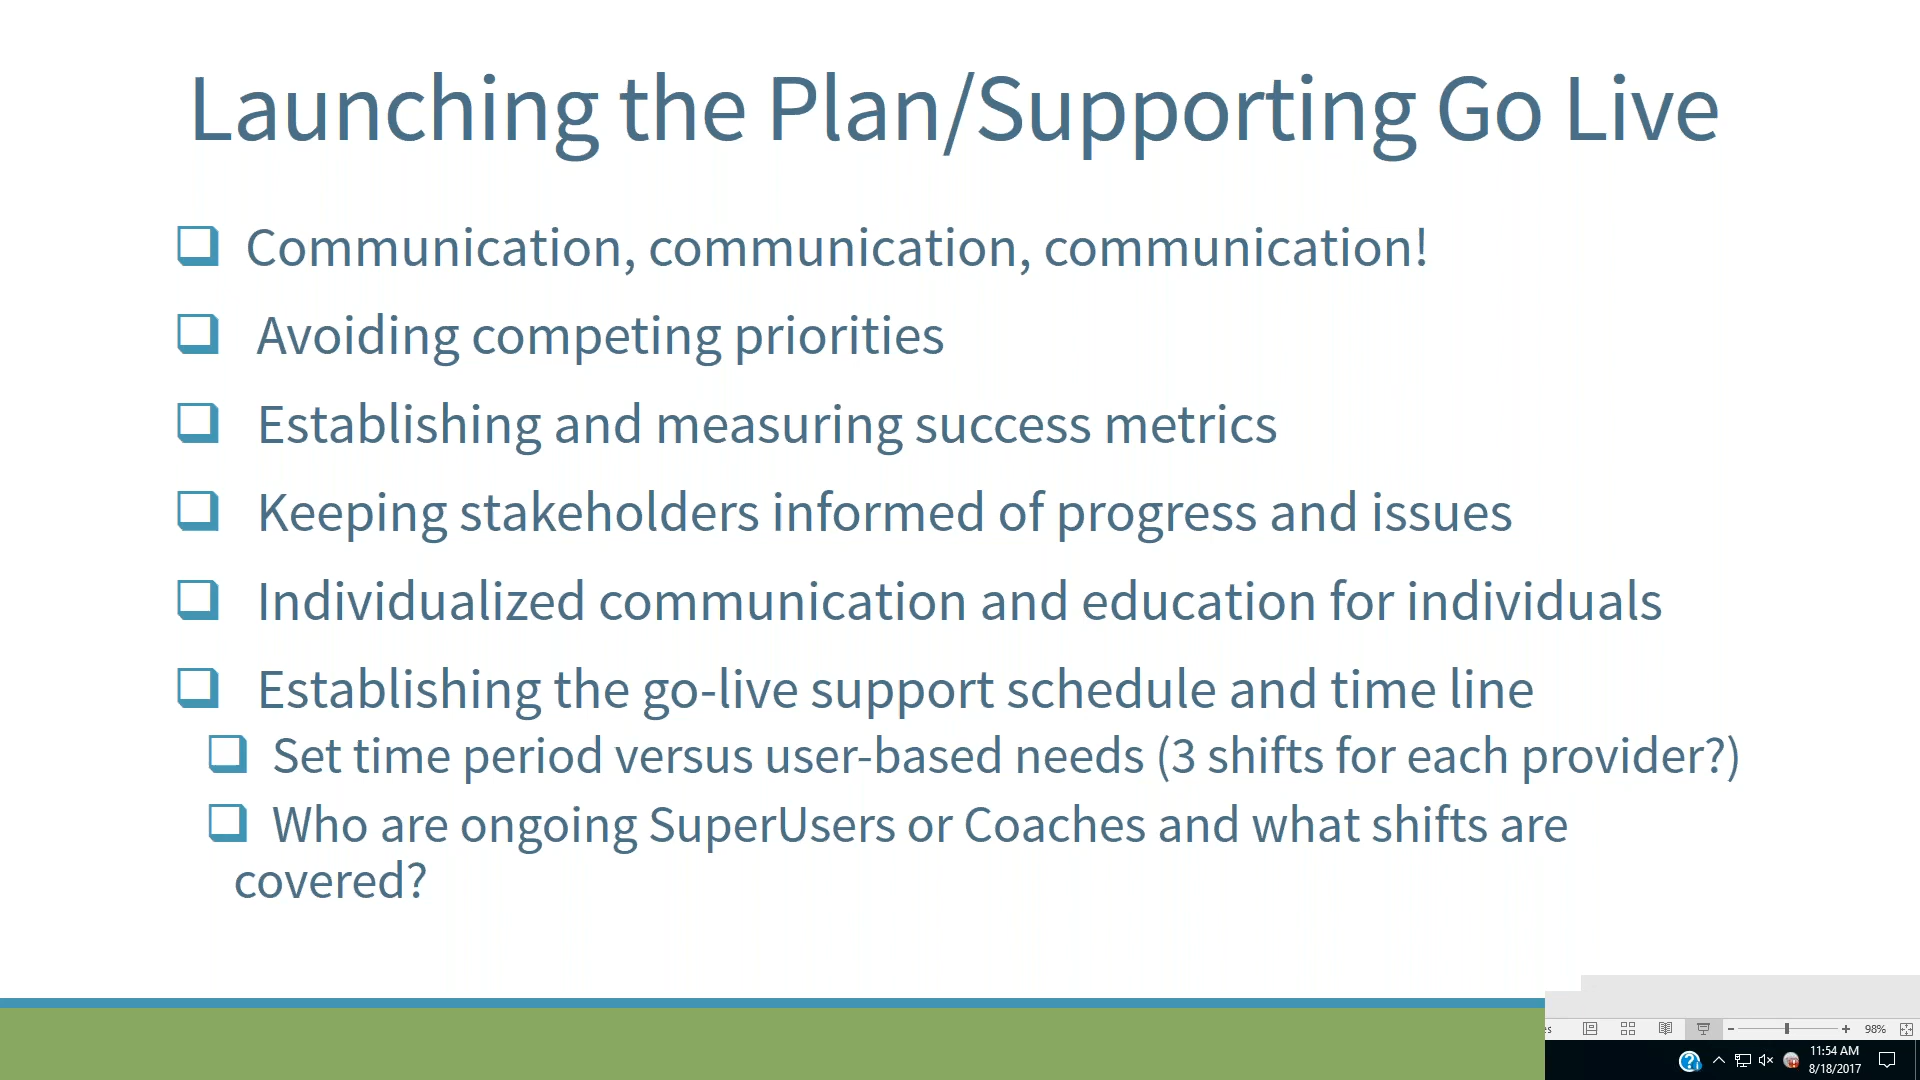 Launching the Plan/Supporting Go Live
Communication, communication, communication!
Avoiding competing priorities
Establishing and measuring success metrics
Keeping stakeholders informed of progress and issues
Individualized communication and education for individuals
Establishing the go-live support schedule and time line
Set time period versus user-based needs (3 shifts for each provider?)
Who are ongoing SuperUsers or Coaches and what shifts are
covered?
98%
11:54 AM
8/18/2017